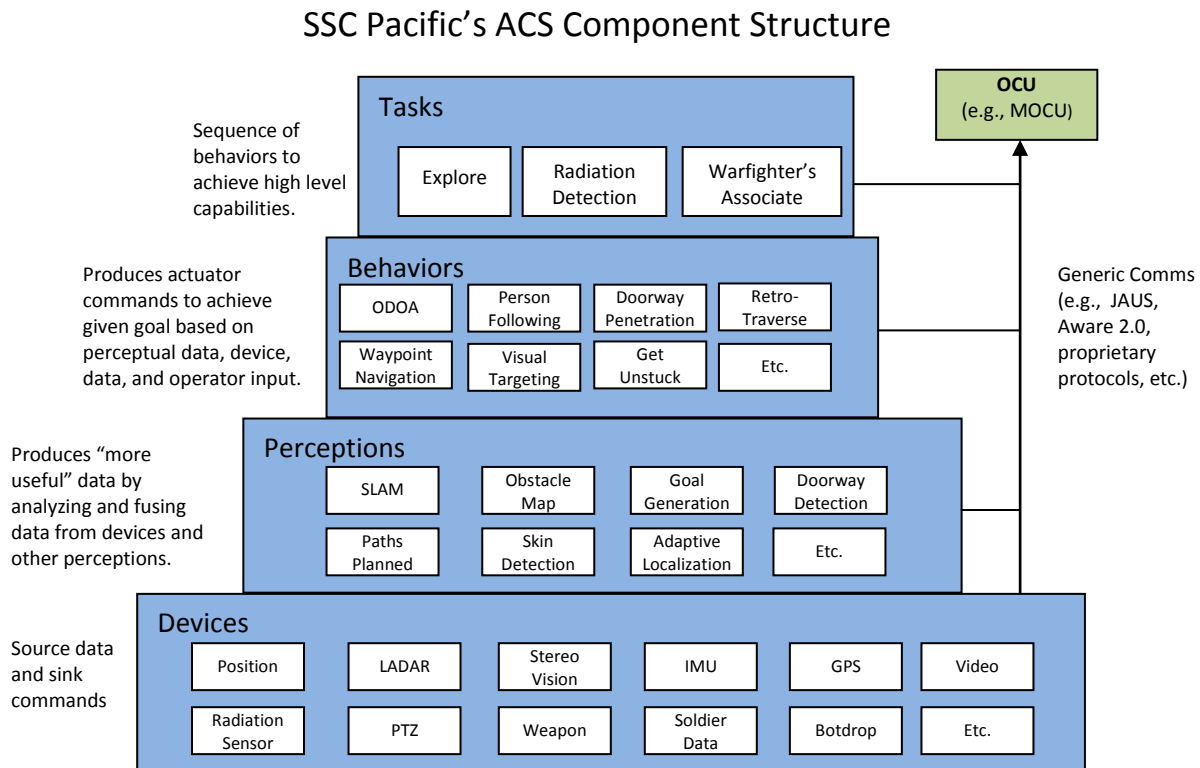 SSC Pacific's ACS Component Structure
OCU
(e.g., MOCU)
Tasks
Sequence of
behaviors to
achieve high level
capabilities.
Explore
Radiation
Detection
Warfighter's
Associate
Behaviors
Produces actuator
commands to achieve
given goal based on
perceptual data, device,
data, and operator input.
ODOA
Person
Following
Doorway
Penetration
Retro-
Traverse
Waypoint
Navigation
Visual
Targeting
Get
Unstuck
Etc.
Generic Comms
(e.g., JAUS,
Aware 2.0,
proprietary
protocols, etc.)
Perceptions
Produces “more
useful” data by
analyzing and fusing
data from devices and
other perceptions.
SLAM
Obstacle
Map
Goal
Generation
Doorway
Detection
Paths
Planned
Skin
Detection
Adaptive
Localization
Etc.
Devices
Source data
and sink
commands
Position
LADAR
Stereo
Vision
IMU
GPS
Video
Radiation
Sensor
PTZ
Weapon
Soldier
Data
Botdrop
Etc.